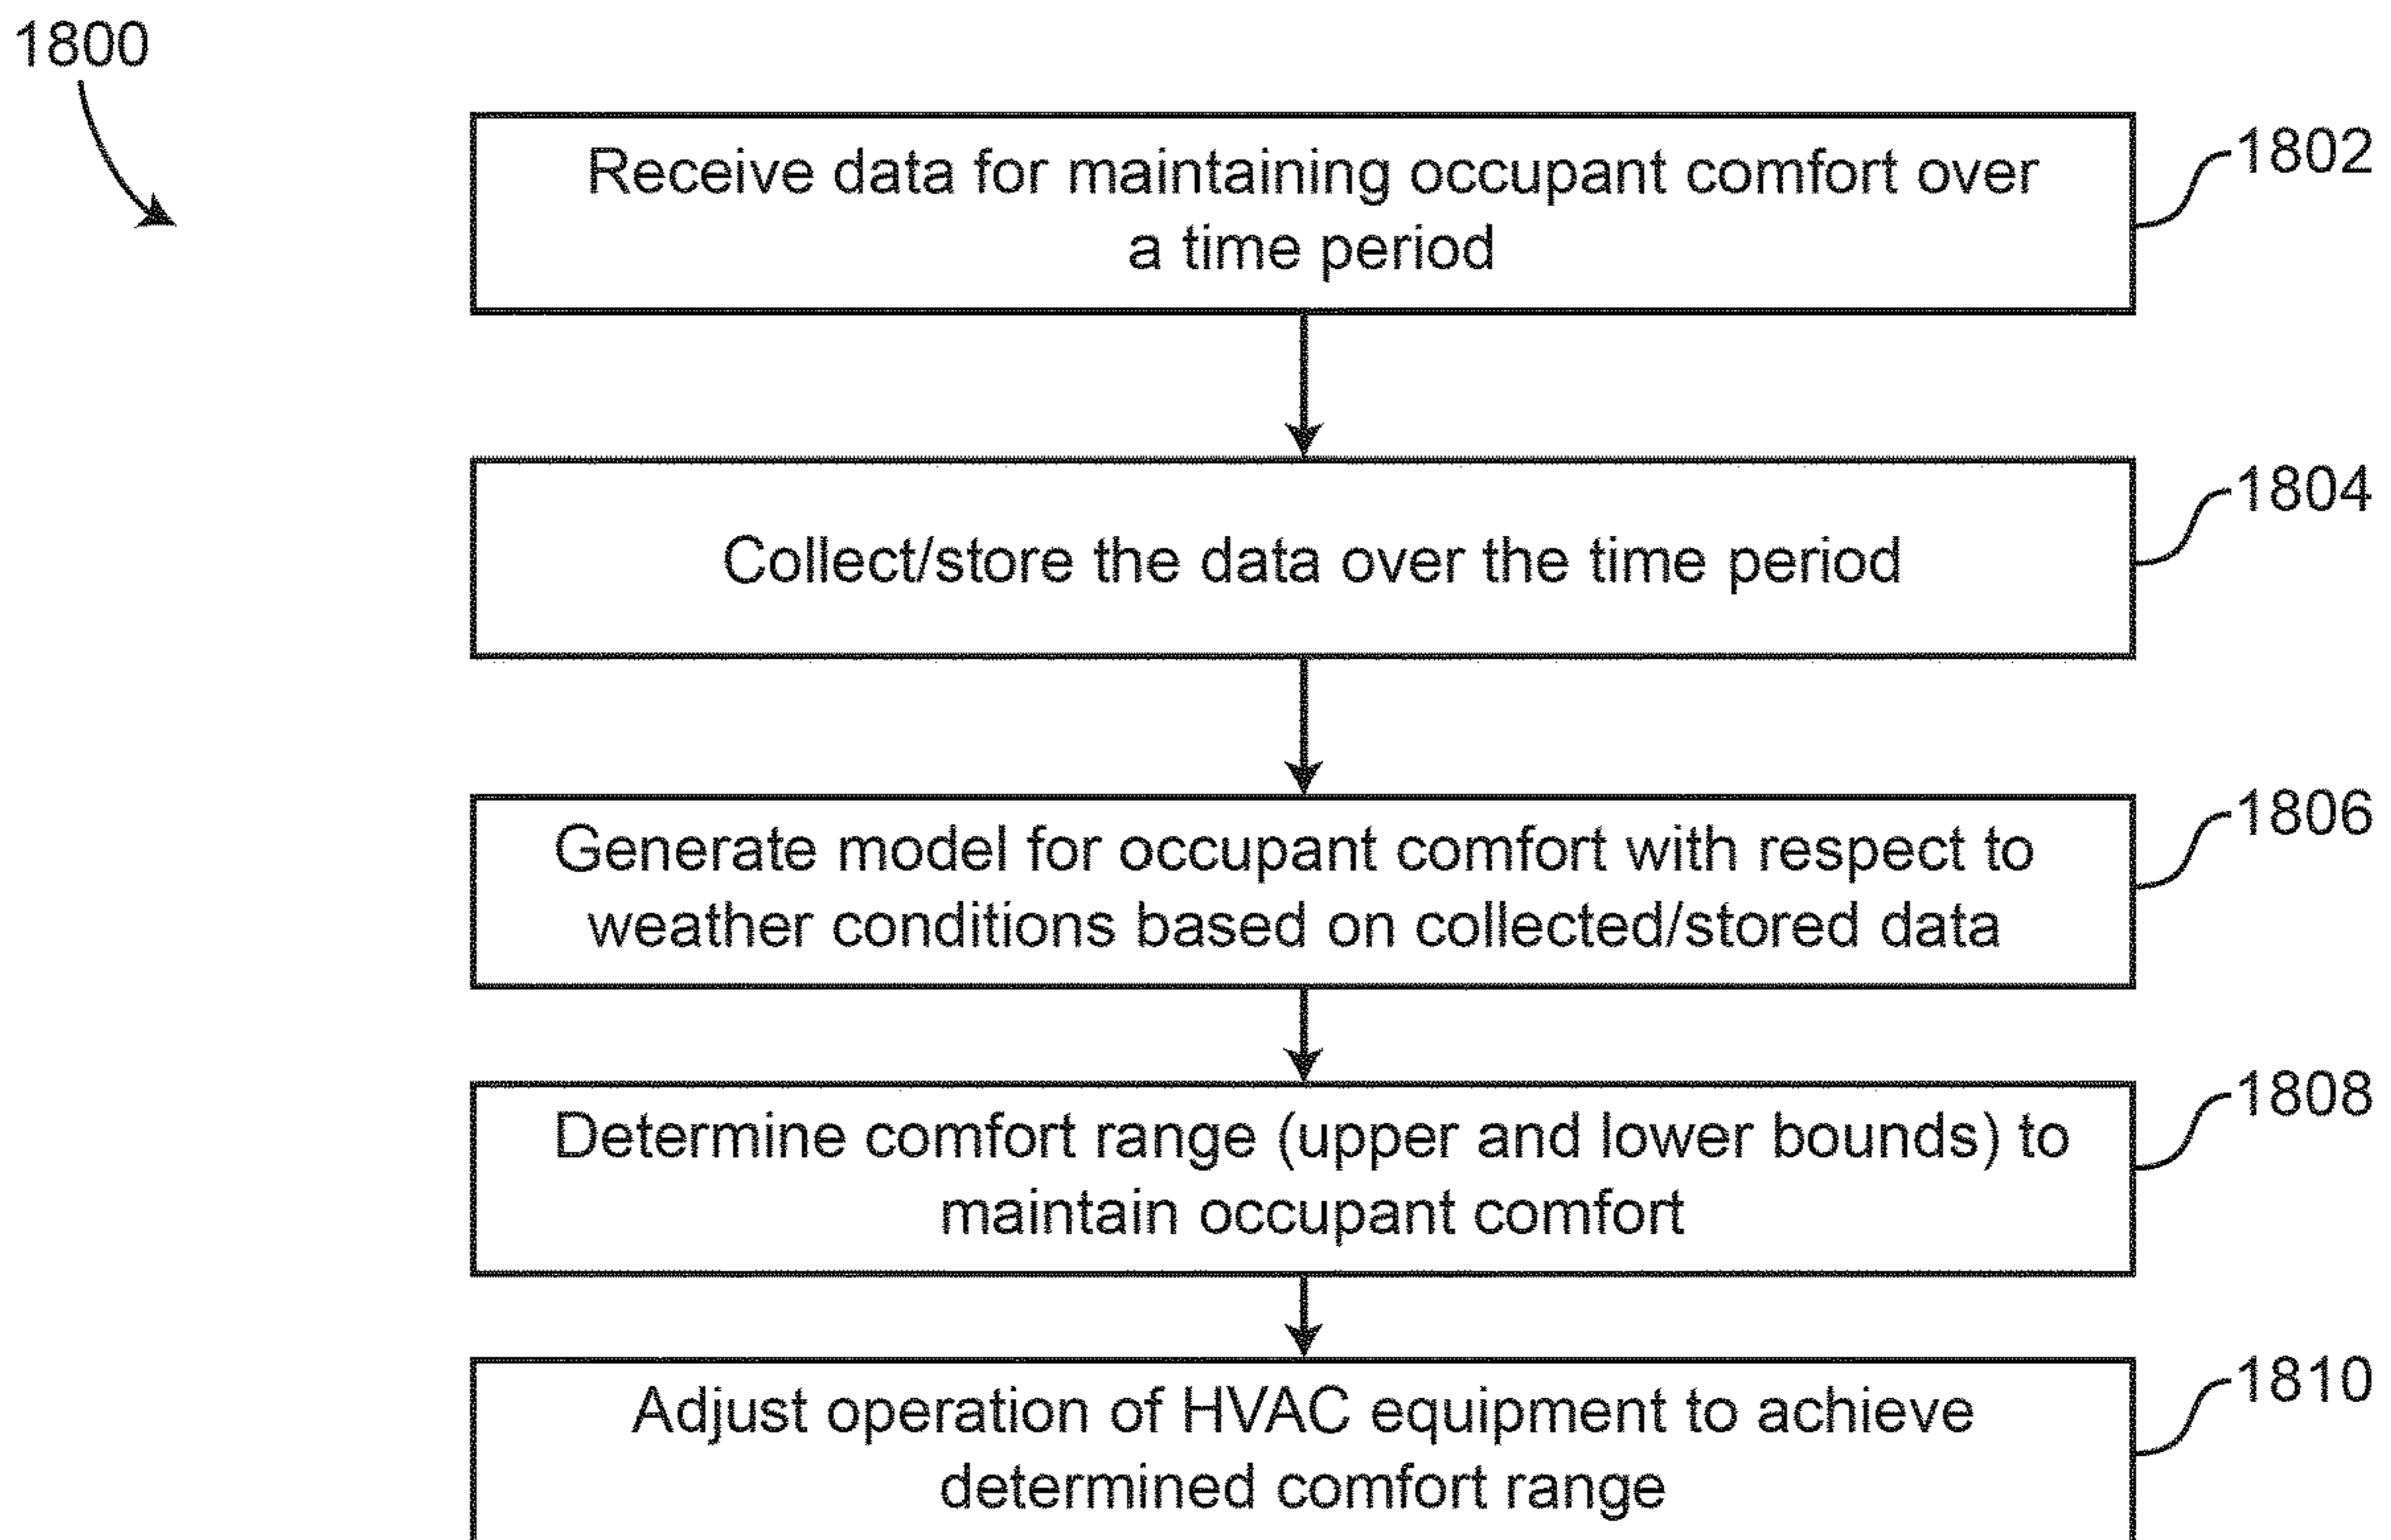 1800
Receive data for maintaining occupant comfort over
a time period
1802
Collect/store the data over the time period
1804
Generate model for occupant comfort with respect to
weather conditions based on collected/stored data
1806
Determine comfort range (upper and lower bounds) to
maintain occupant comfort
1808
Adjust operation of HVAC equipment to achieve
determined comfort range
1810